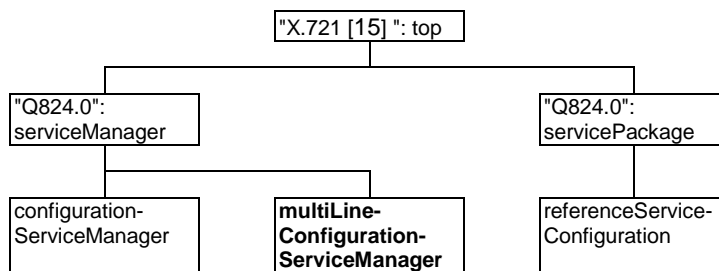 "X.721 [15] ": top
"Q824.0":
serviceManager
"Q824.0":
servicePackage
configuration-
ServiceManager
multiLine-
Configuration-
ServiceManager
referenceService-
Configuration